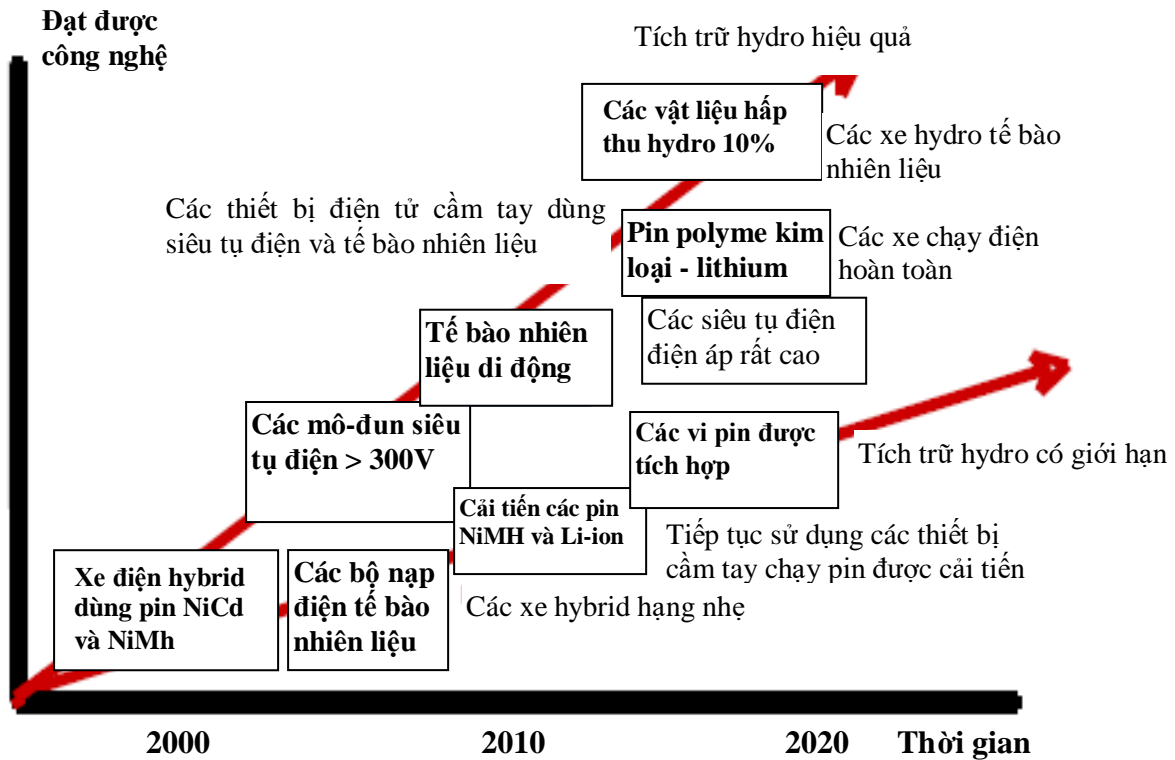 Đạt được
công nghệ
Tích trữ hydro hiệu quả
Các vật liệu hấp
thu hydro 10%
Các xe hydro tế bào
nhiên liệu
Các thiết bị điện tử cầm tay dùng
siêu tụ điện và tế bào nhiên liệu
Pin polyme kim
loại - lithium
Các xe chạy điện
hoàn toàn
Tế bào nhiên
liệu di động
Các siêu tụ điện
điện áp rất cao
Các mô-đun siêu
tụ điện > 300V
Các vi pin được
tích hợp
Tích trữ hydro có giới hạn
Cải tiến các pin
NiMH và Li-ion
Tiếp tục sử dụng các thiết bị
cầm tay chạy pin được cải tiến
Xe điện hybrid
dùng pin NiCd
và NiMh
Các bộ nạp
điện tế bào
nhiên liệu
Các xe hybrid hạng nhẹ
2000
2010
2020
Thời gian